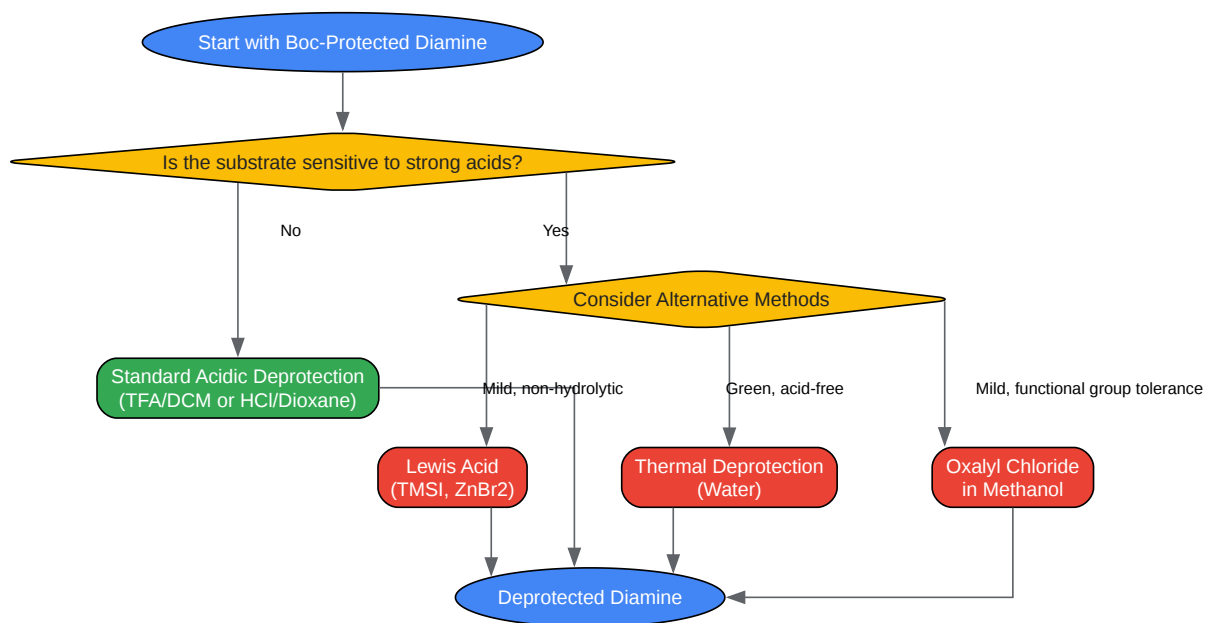 Start with Boc-Protected Diamine
Is the substrate sensitive to strong acids?
No
Yes
Consider Alternative Methods
Standard Acidic Deprotection
(TFA/DCM or HCl/Dioxane)
Mild, non-hydrolytic
Green, acid-free
Mild, functional group tolerance
Lewis Acid
(TMSI, ZnBr2)
Thermal Deprotection
(Water)
Oxalyl Chloride
in Methanol
Deprotected Diamine